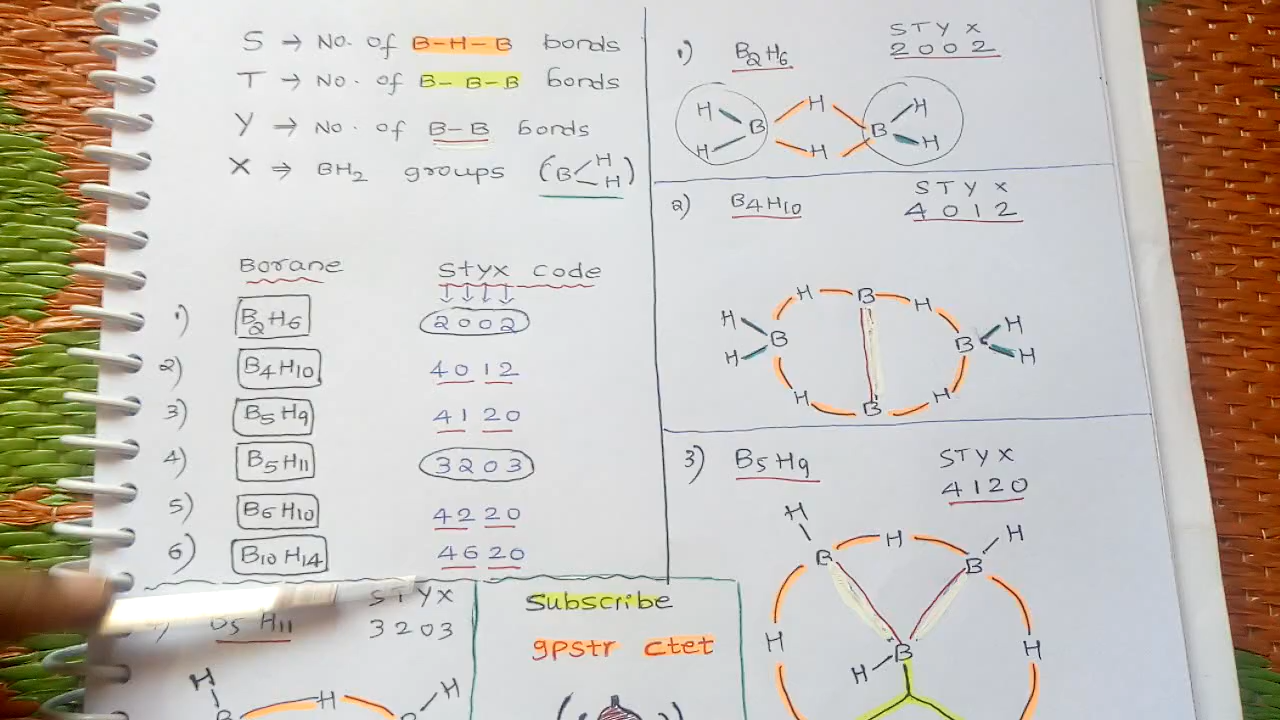 S → No. of B-H-B bonds
T → No. of B-B-B bonds
Y → No. of B-B bonds
X → BH₂ groups (B H H)
Borane Styx code
1) B₂H₆ 2002
2) B₄H₁₀ 4012
3) B₅H₉ 4120
4) B₅H₁₁ 3203
5) B₆H₁₀ 4220
6) B₁₀H₁₄ 4620
STYX
B₅H₁₁ 3203
H
H H
B B
Subscribe
gpstr ctet
STYX
1) B₂H₆ 2002
H H H
B B
H H H
STYX
2) B₄H₁₀ 4012
H B H
H B B H
H H
H B H
3) B₅H₉ STYX
4120
H H
B H B
H H
H B